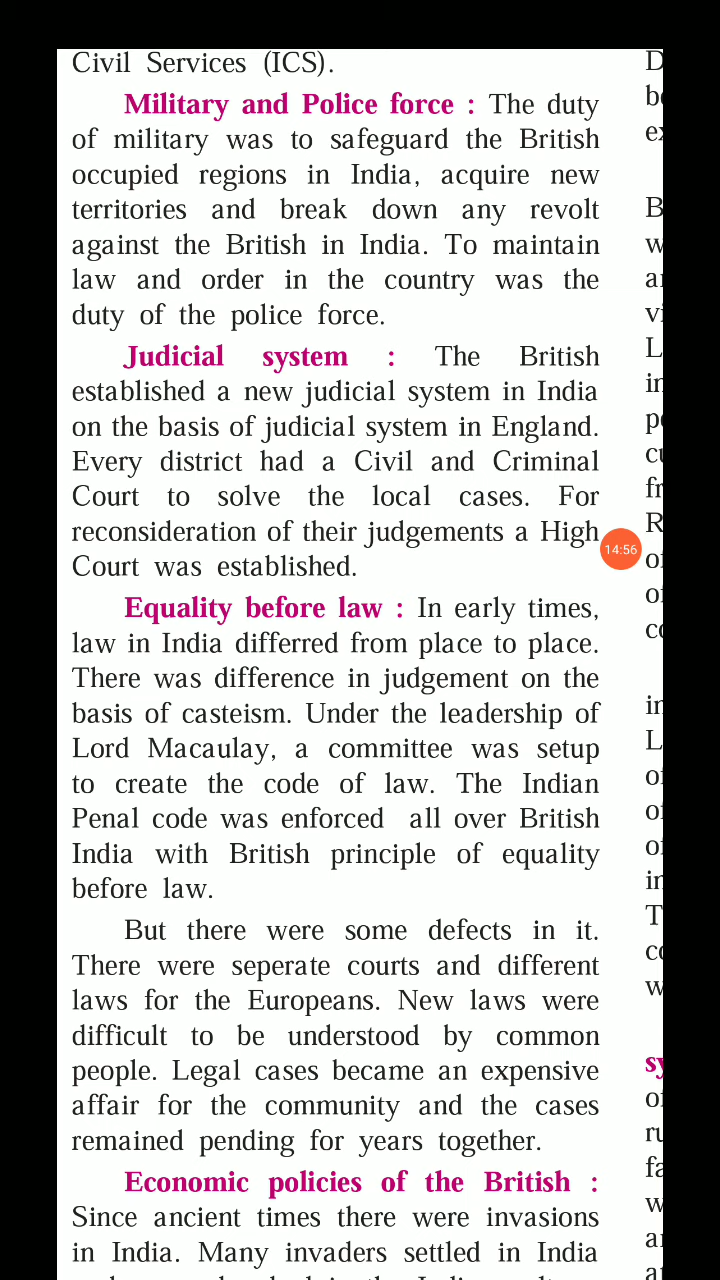 Civil Services (ICS).
Military and Police force : The duty
of military was to safeguard the British
occupied regions in India, acquire new
territories and break down any revolt
against the British in India. To maintain
law and order in the country was the
duty of the police force.
Judicial system : The British
established a new judicial system in India
on the basis of judicial system in England.
Every district had a Civil and Criminal
Court to solve the local cases. For
reconsideration of their judgements a High
Court was established.
14:56
Equality before law : In early times,
law in India differred from place to place.
There was difference in judgement on the
basis of casteism. Under the leadership of
Lord Macaulay, a committee was setup
to create the code of law. The Indian
Penal code was enforced all over British
India with British principle of equality
before law.
But there were some defects in it.
There were seperate courts and different
laws for the Europeans. New laws were
difficult to be understood by common
people. Legal cases became an expensive
affair for the community and the cases
remained pending for years together.
Economic policies of the British :
Since ancient times there were invasions
in India. Many invaders settled in India